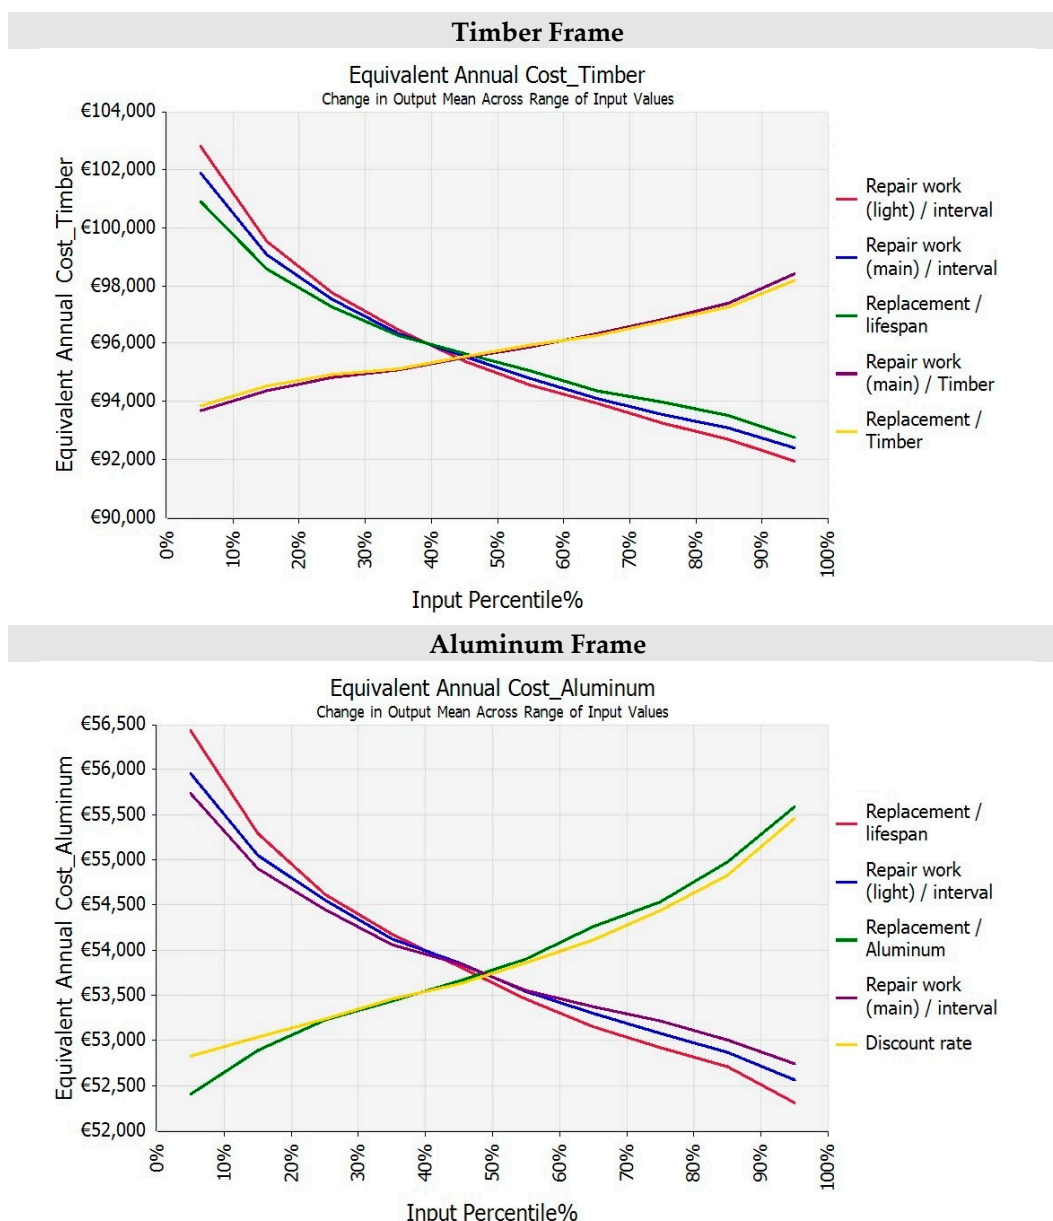 Timber Frame
Equivalent Annual Cost_Timber
Change in Output Mean Across Range of Input Values
Equivalent Annual Cost_Timber
€104,000
€102,000
€100,000
€98,000
€96,000
€94,000
€92,000
€90,000
0%
10%
20%
30%
40%
50%
60%
70%
80%
90%
100%
Input Percentile%
Repair work
(light) / interval
Repair work
(main) / interval
Replacement /
lifespan
Repair work
(main) / Timber
Replacement /
Timber
Aluminum Frame
Equivalent Annual Cost_Aluminum
Change in Output Mean Across Range of Input Values
Equivalent Annual Cost_Aluminum
€56,500
€56,000
€55,500
€55,000
€54,500
€54,000
€53,500
€53,000
€52,500
€52,000
0%
10%
20%
30%
40%
50%
60%
70%
80%
90%
100%
Input Percentile%
Replacement /
lifespan
Repair work
(light) / interval
Replacement /
Aluminum
Repair work
(main) / interval
Discount rate